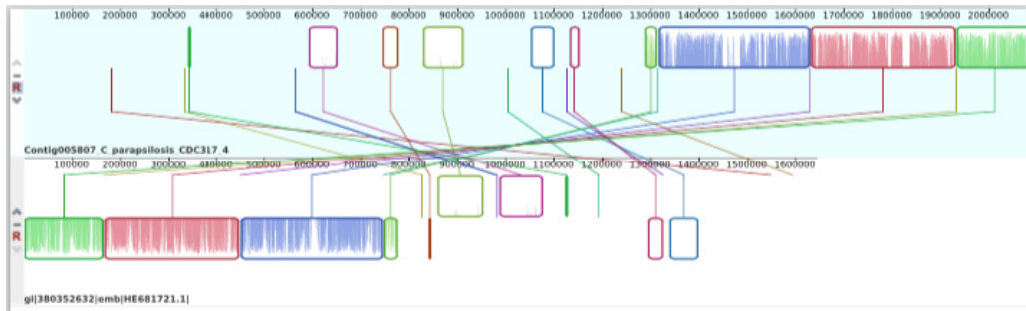 100000 200000 300000 400000 500000 600000 700000 800000 900000 1000000 1100000 1200000 1300000 1400000 1500000 1600000 1700000 1800000 1900000 2000000
R
Contig005807_C_parapsilosis_CDC317_4
100000 200000 300000 400000 500000 600000 700000 800000 900000 1000000 1100000 1200000 1300000 1400000 1500000 1600000
R
gi|380352632|emb|HE681721.1|